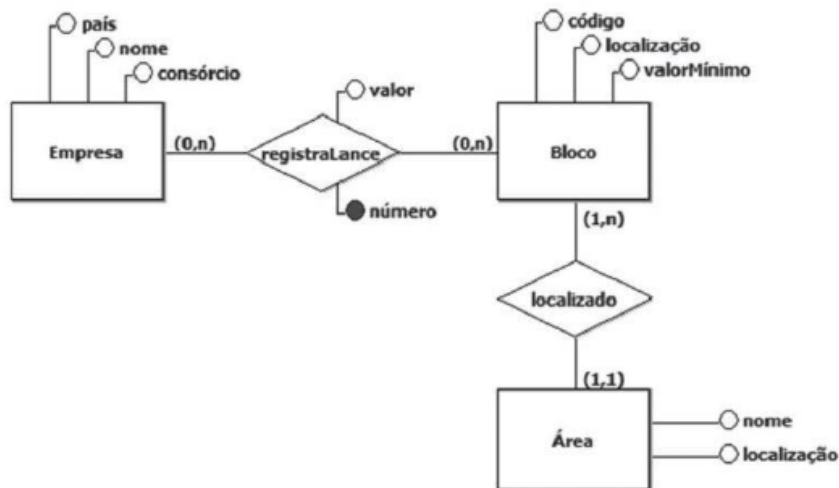 país
nome
consórcio
Empresa
(0,n)
valor
registraLance
número
(0,n)
código
localização
valorMínimo
Bloco
(1,n)
localizado
(1,1)
Área
nome
localização